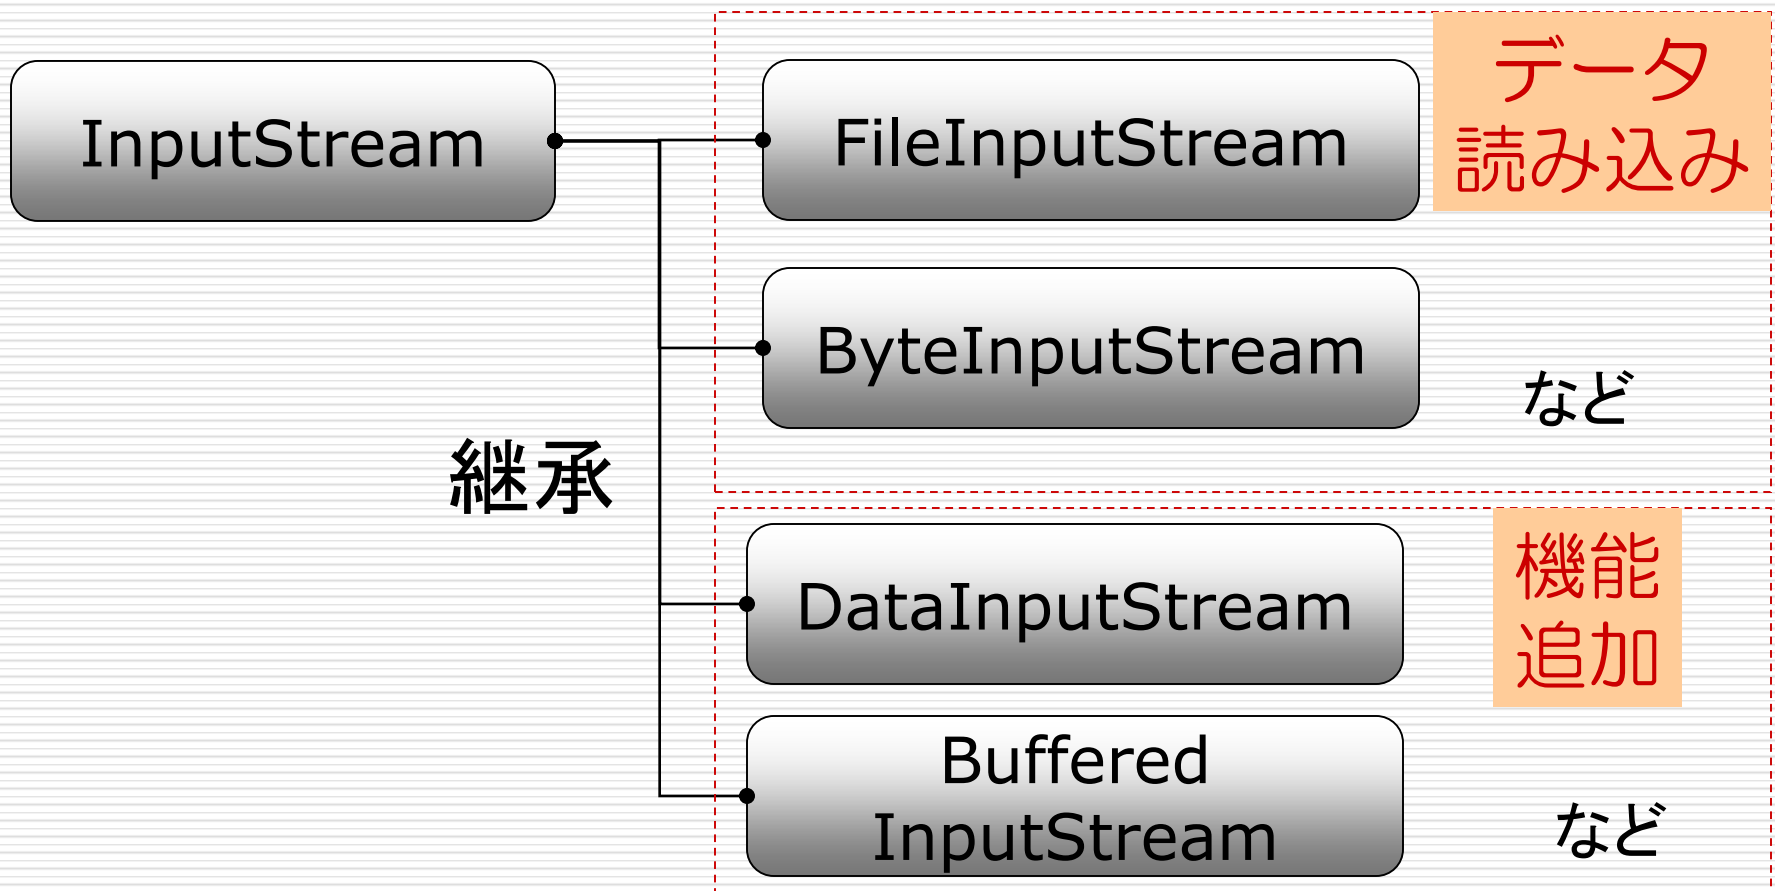 InputStream
FileInputStream
データ
読み込み
ByteInputStream
など
継承
DataInputStream
機能
追加
Buffered
InputStream
など